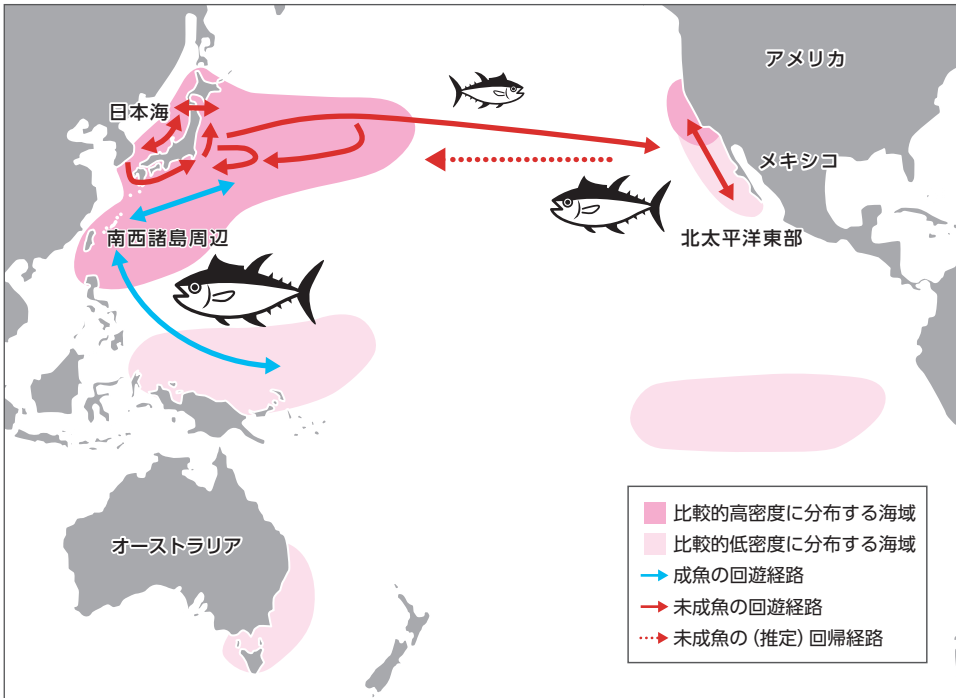 アメリカ
日本海
メキシコ
南西諸島周辺
北太平洋東部
オーストラリア
比較的高密度に分布する海域
比較的低密度に分布する海域
成魚の回遊経路
未成魚の回遊経路
未成魚の（推定）回帰経路